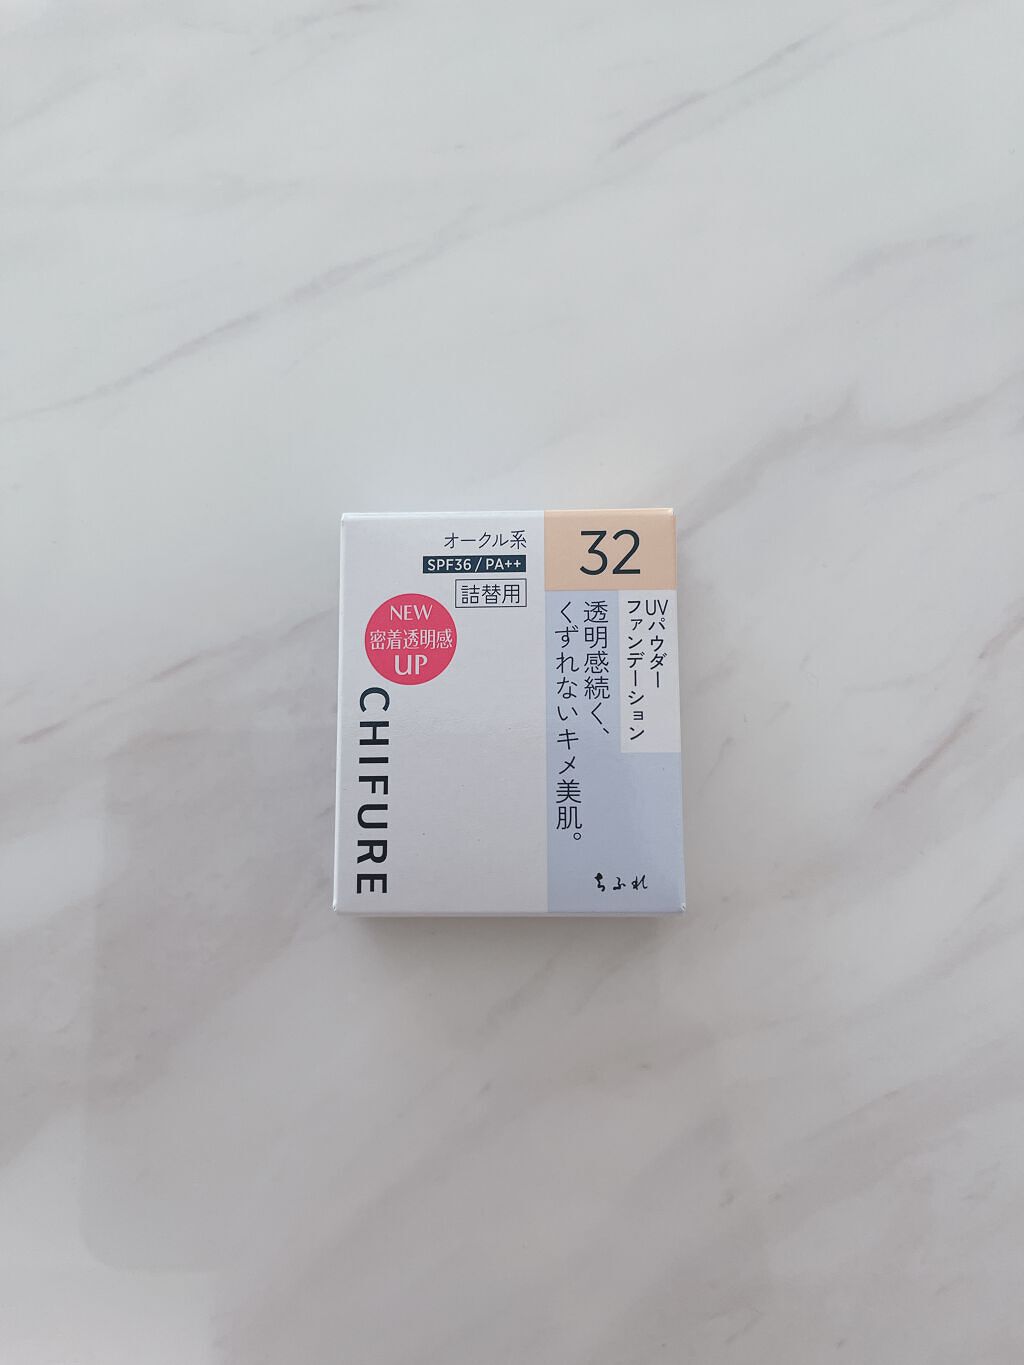 オークル系
SPF36 / PA++
詰替用
NEW
密着透明感
UP
CHIFURE
32
UVパウダー
ファンデーション
透明感続く、
くずれないキメ美肌。
ちふれ